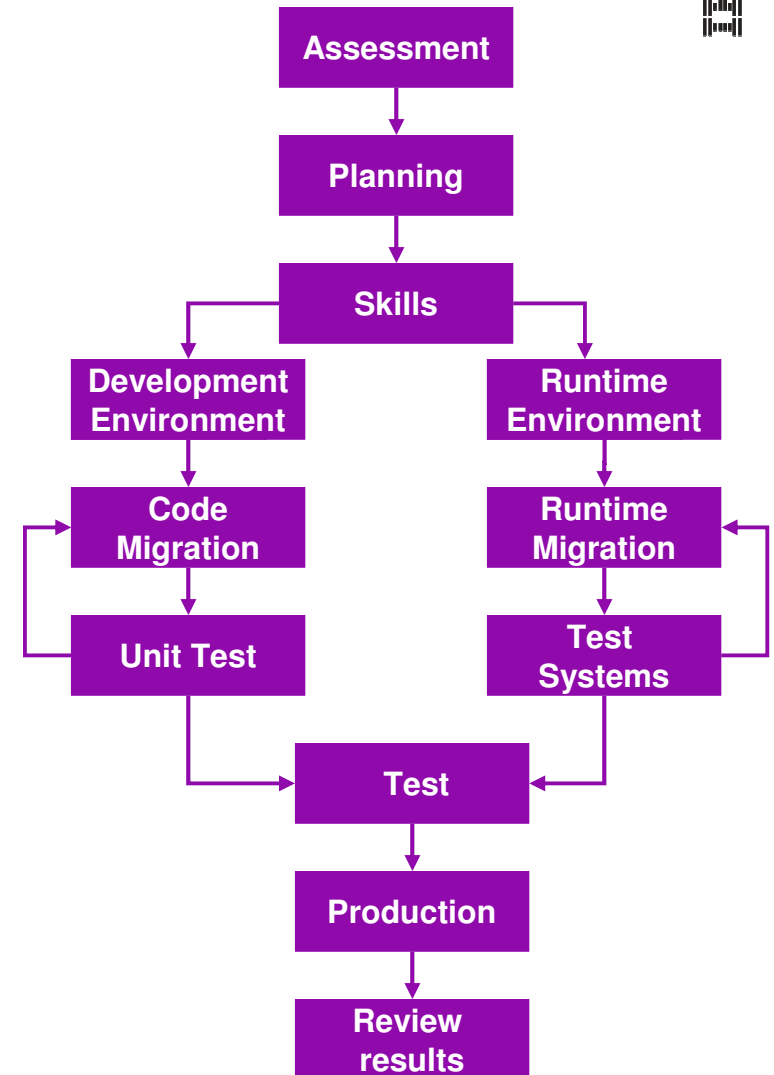 Assessment
Planning
Skills
Development
Environment
Runtime
Environment
Code
Migration
Runtime
Migration
Unit Test
Test
Systems
Test
Production
Review
results